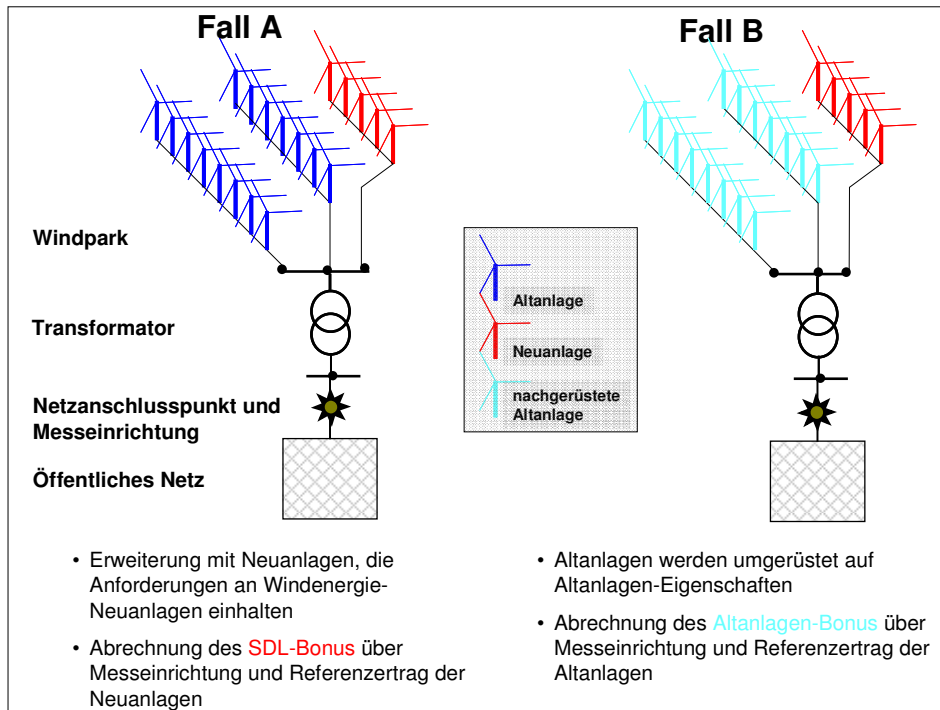 Fall A
Fall B
Windpark
Transformator
Netzanschlusspunkt und
Messeinrichtung
Öffentliches Netz
Altanlage
Neuanlage
nachgerüstete
Altanlage
• Erweiterung mit Neuanlagen, die
Anforderungen an Windenergie-
Neuanlagen einhalten
• Abrechnung des SDL-Bonus über
Messeinrichtung und Referenzertrag der
Neuanlagen
• Altanlagen werden umgerüstet auf
Altanlagen-Eigenschaften
• Abrechnung des Altanlagen-Bonus über
Messeinrichtung und Referenzertrag der
Altanlagen